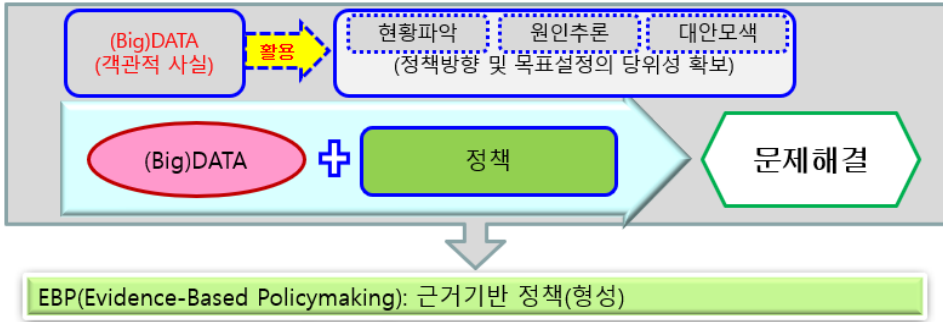 (Big)DATA
(객관적 사실)
활용
현황파악
원인추론
대안모색
(정책방향 및 목표설정의 당위성 확보)
(Big)DATA
정책
문제해결
EBP(Evidence-Based Policymaking): 근거기반 정책(형성)